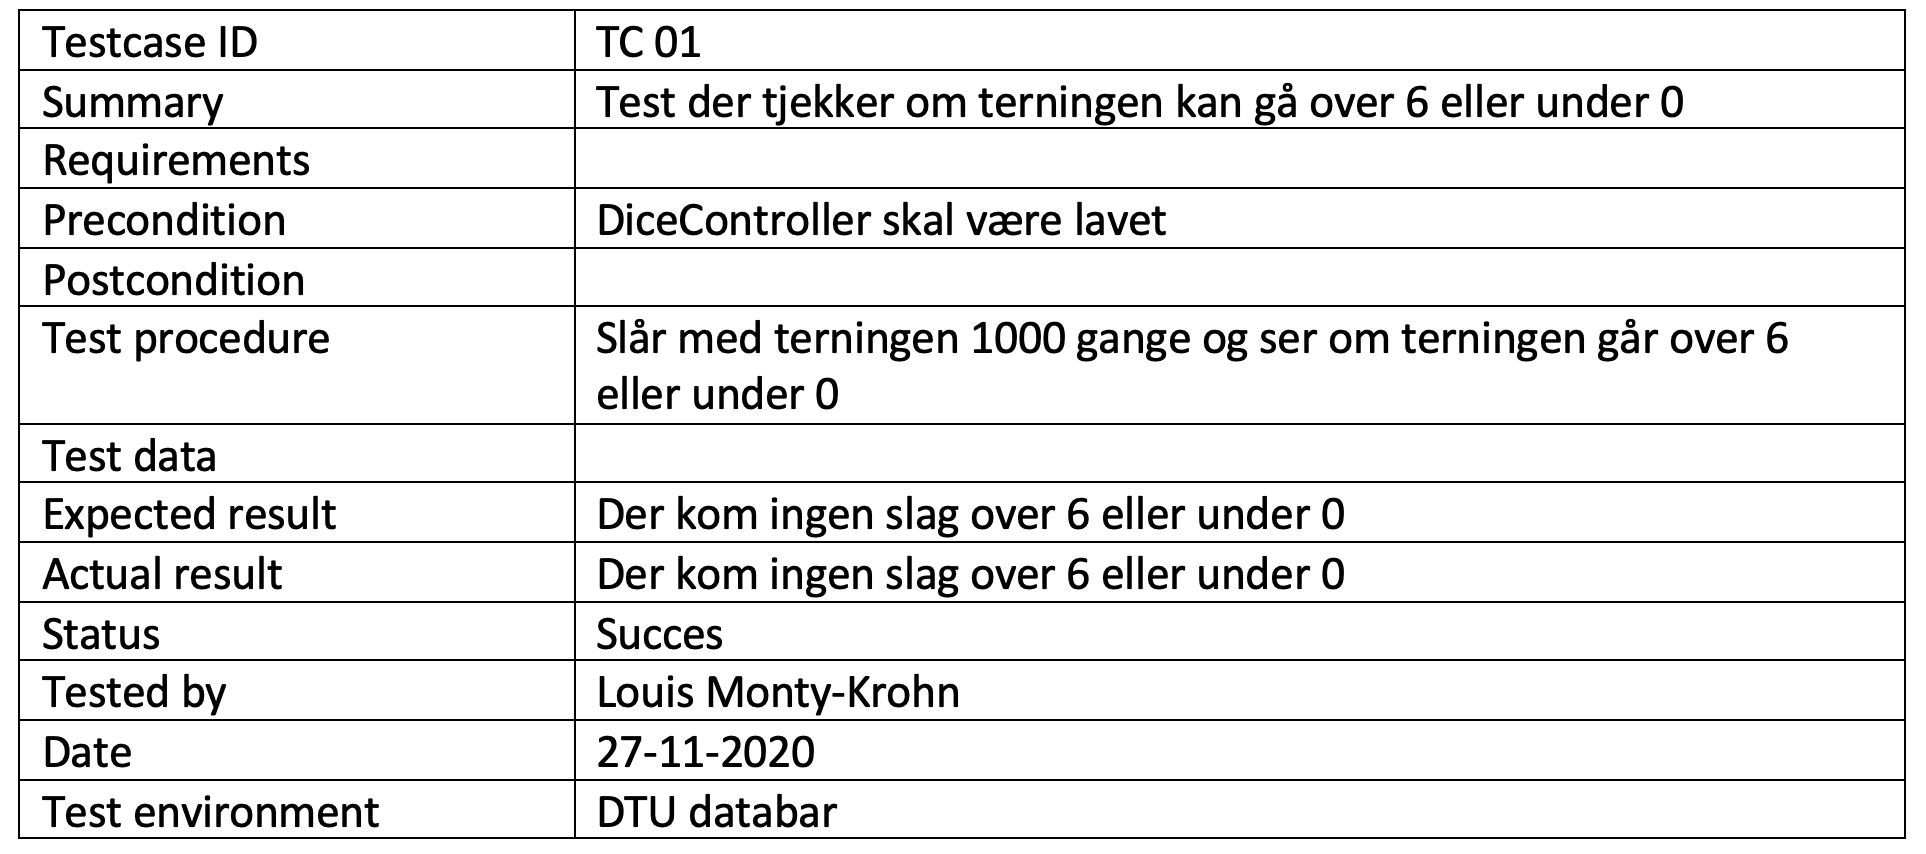 Testcase ID TC 01
Summary Test der tjekker om terningen kan gå over 6 eller under 0
Requirements
Precondition DiceController skal være lavet
Postcondition
Test procedure Slår med terningen 1000 gange og ser om terningen går over 6
eller under 0
Test data
Expected result Der kom ingen slag over 6 eller under 0
Actual result Der kom ingen slag over 6 eller under 0
Status Succes
Tested by Louis Monty-Krohn
Date 27-11-2020
Test environment DTU databar